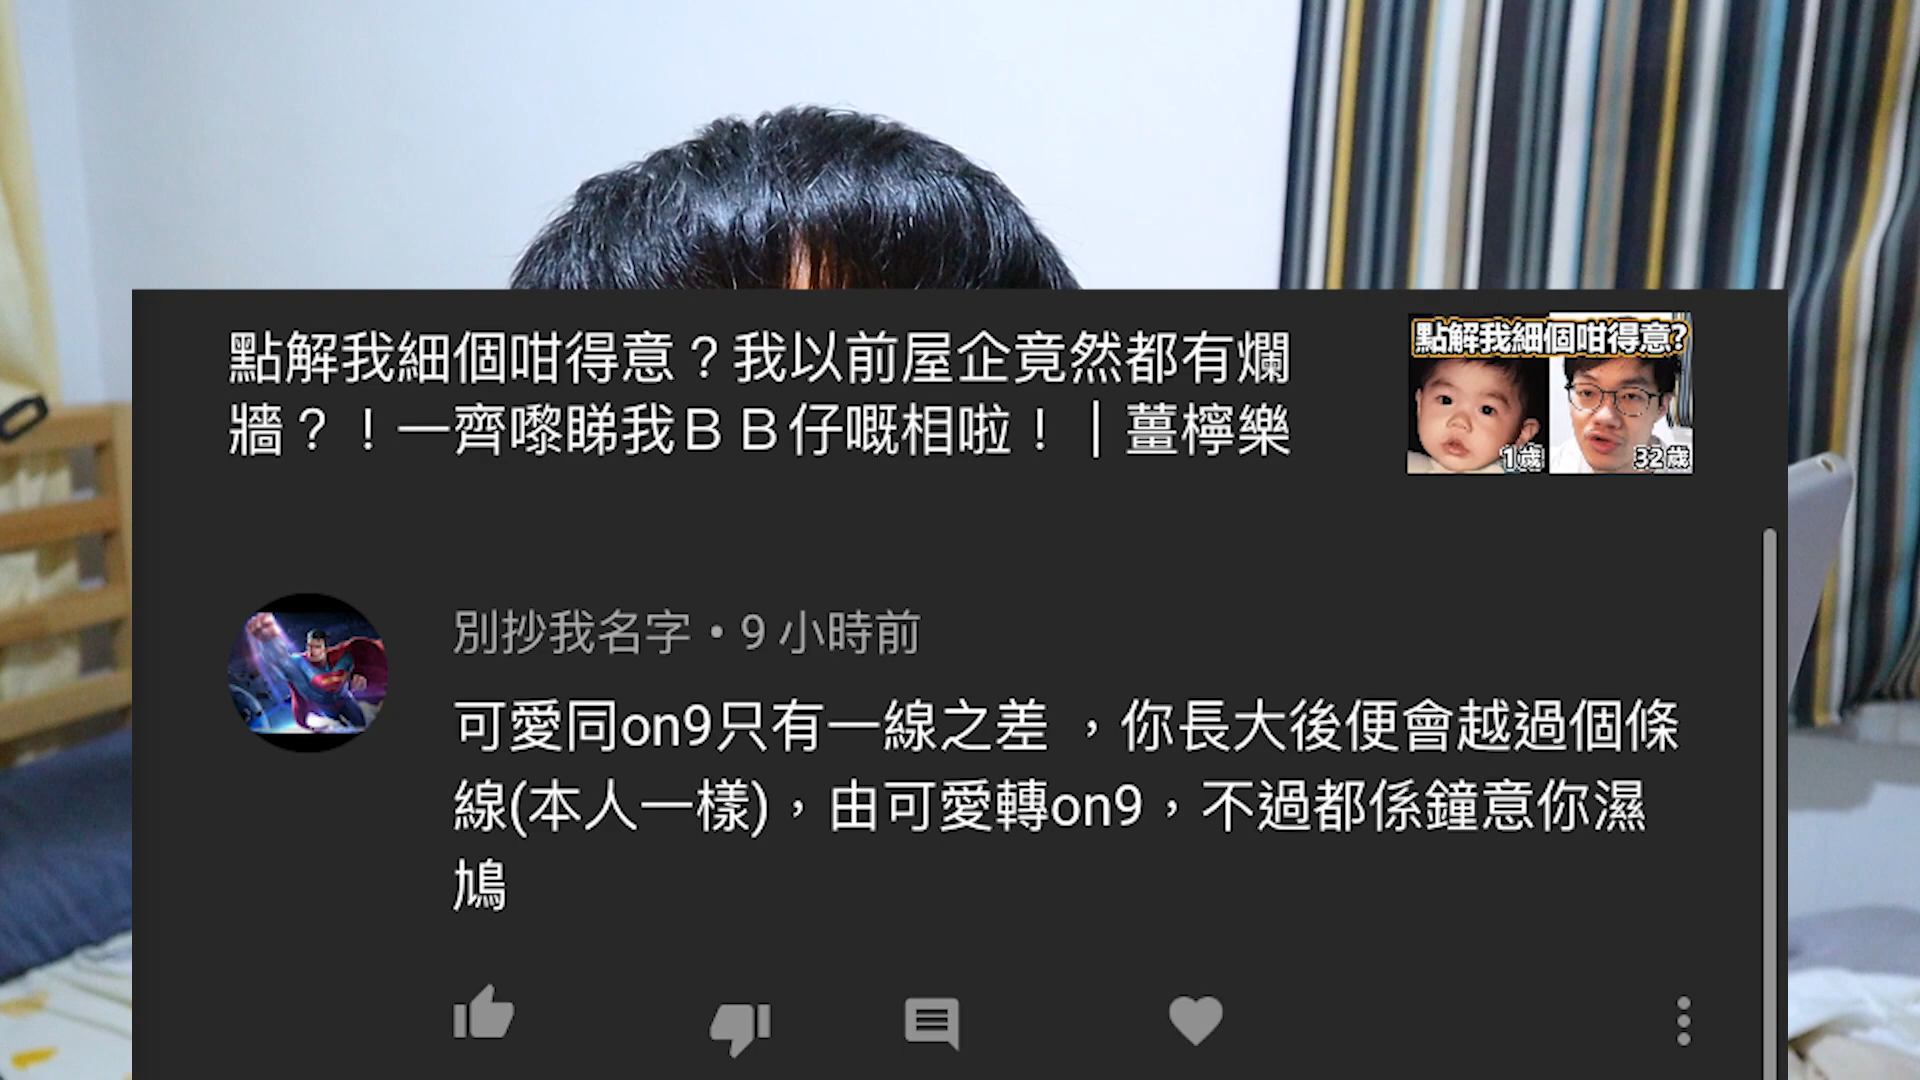 點解我細個咁得意？我以前屋企竟然都有爛
牆？！一齊嚟睇我ＢＢ仔嘅相啦！｜薑檸樂
點解我細個咁得意?
1歲
32歲
別抄我名字 • 9 小時前
可愛同on9只有一線之差 ，你長大後便會越過個條
線(本人一樣)，由可愛轉on9，不過都係鐘意你濕
鳩